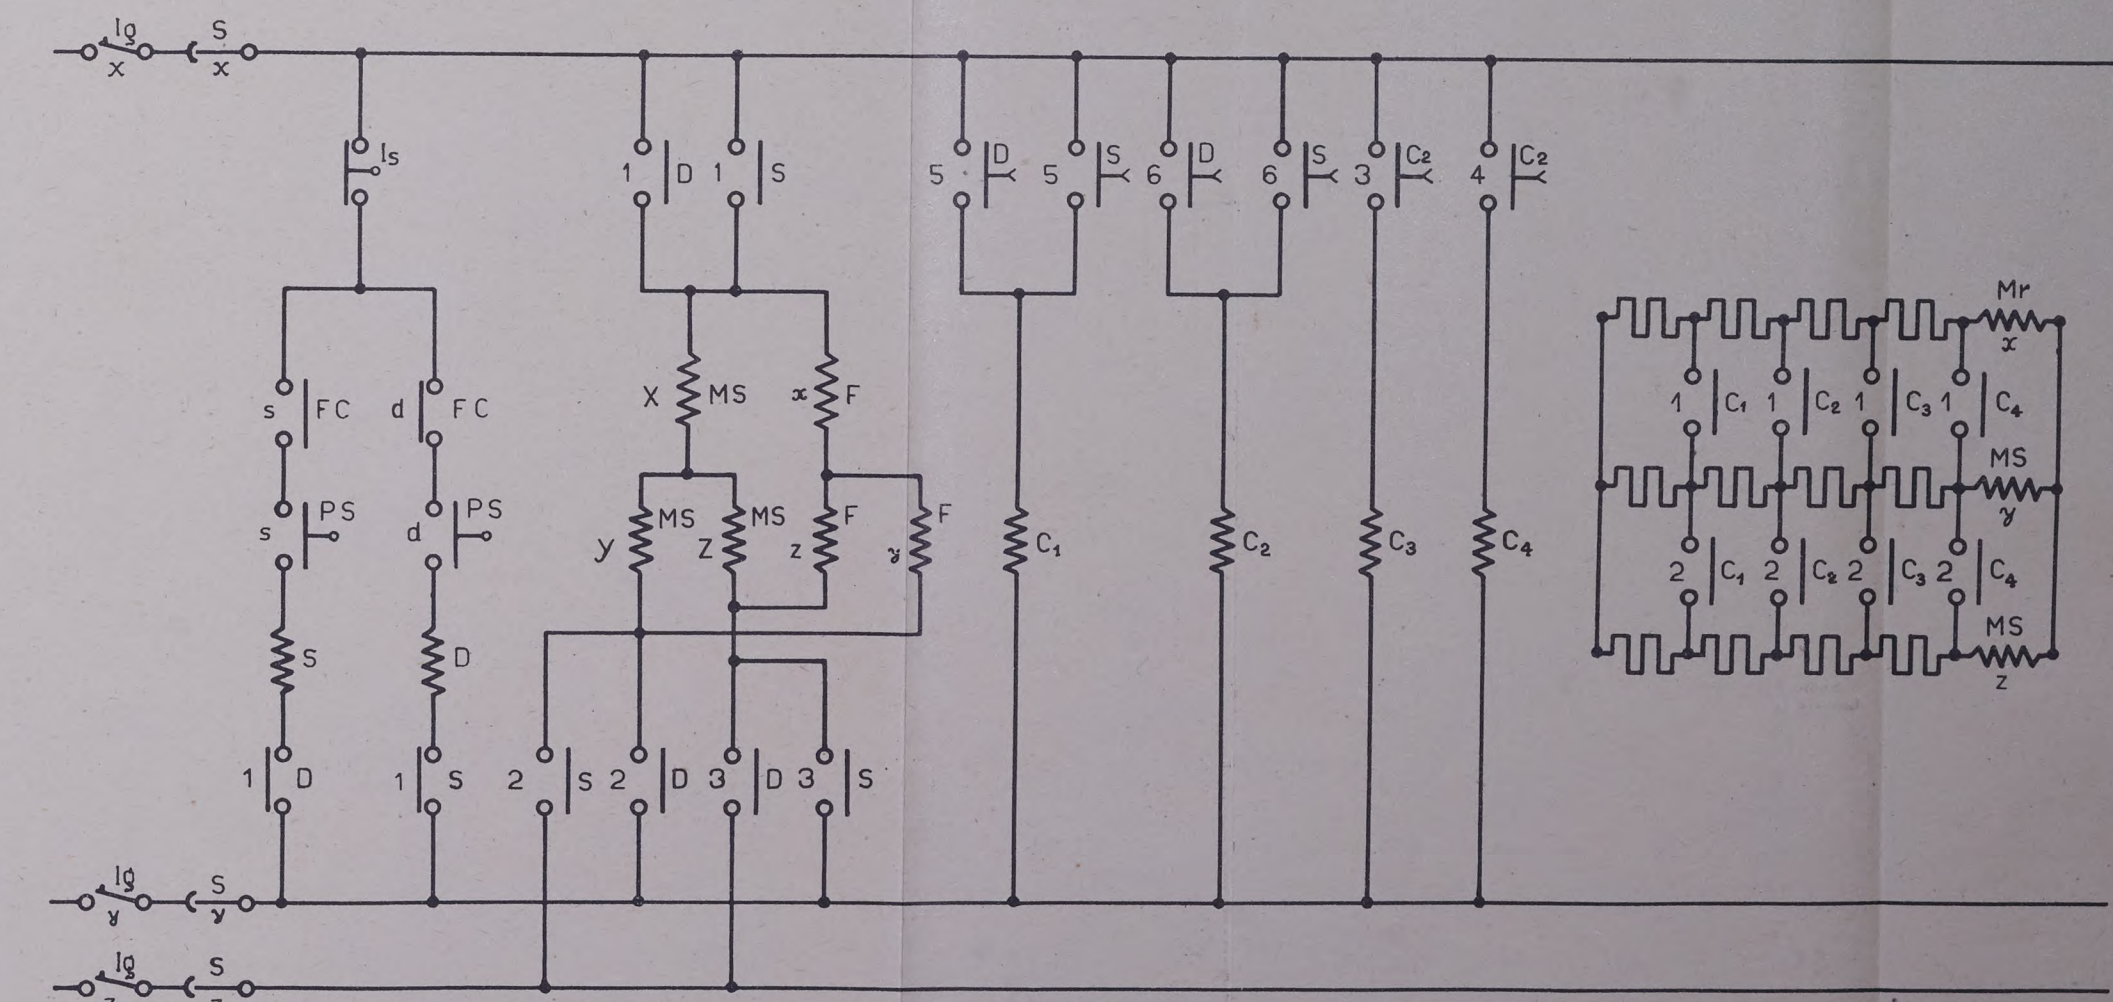 Ig S
x x
Is
1 D 1 S
5 D 5 S 6 D 6 S 3 C2 4 C2
Mr
x
s FC d FC
X MS x F
1 C1 1 C2 1 C3 1 C4
MS
y
s PS d PS
y MS Z MS z F y F
C1 C2 C3 C4
2 C1 2 C2 2 C3 2 C4
MS
z
S D
1 D 1 S 2 S 2 D 3 D 3 S
Ig S
y y
Ig S